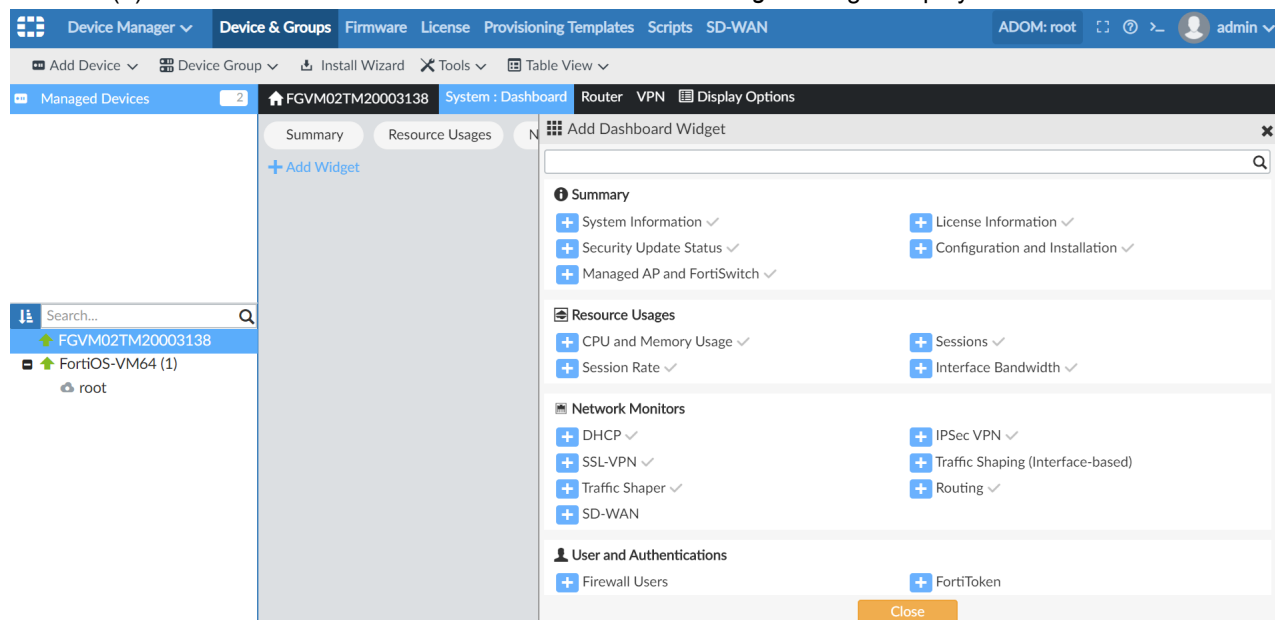 Device Manager Device & Groups Firmware License Provisioning Templates Scripts SD-WAN ADOM: root admin
Add Device Device Group Install Wizard Tools Table View
Managed Devices 2 FGVM02TM20003138 System : Dashboard Router VPN Display Options
Summary Resource Usages N Add Dashboard Widget
Add Widget
Summary
System Information License Information
Security Update Status Configuration and Installation
Managed AP and FortiSwitch
Search...
Resource Usages
FGVM02TM20003138 CPU and Memory Usage Sessions
FortiOS-VM64 (1) Session Rate Interface Bandwidth
root
Network Monitors
DHCP IPSec VPN
SSL-VPN Traffic Shaping (Interface-based)
Traffic Shaper Routing
SD-WAN
User and Authentications
Firewall Users FortiToken
Close